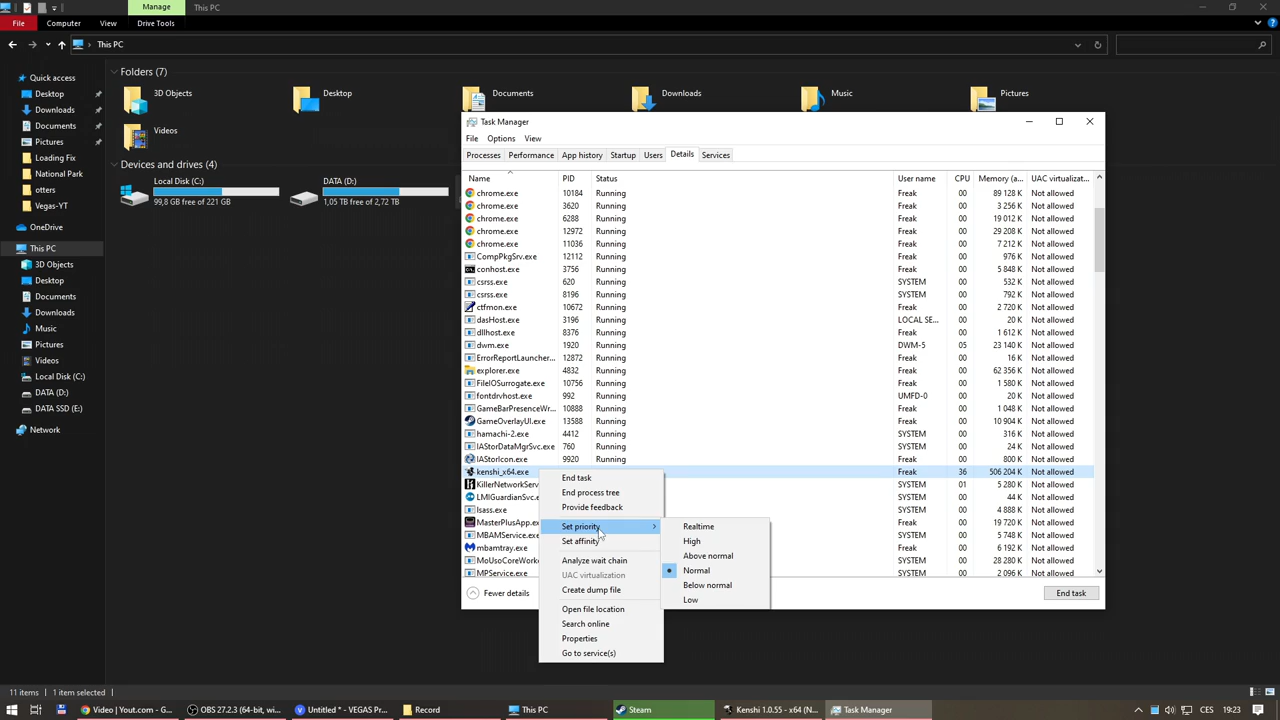 Manage
This PC
File
Computer
View
Drive Tools
This PC
Quick access
Desktop
Downloads
Documents
Pictures
Loading Fix
National Park
otters
Vegas-YT
OneDrive
This PC
3D Objects
Desktop
Documents
Downloads
Music
Pictures
Videos
Local Disk (C:)
DATA (D:)
DATA SSD (E:)
Network
Folders (7)
3D Objects
Desktop
Documents
Downloads
Music
Pictures
Videos
Devices and drives (4)
Local Disk (C:)
99,8 GB free of 221 GB
DATA (D:)
1,05 TB free of 2,72 TB
Task Manager
File Options View
Processes Performance App history Startup Users Details Services
Name PID Status User name CPU Memory (a... UAC virtualizat...
chrome.exe 10184 Running Freak 00 89 128 K Not allowed
chrome.exe 3620 Running Freak 00 3 256 K Not allowed
chrome.exe 6288 Running Freak 00 19 012 K Not allowed
chrome.exe 12972 Running Freak 00 29 208 K Not allowed
chrome.exe 11036 Running Freak 00 7 212 K Not allowed
CompPkgSrv.exe 12112 Running Freak 00 976 K Not allowed
conhost.exe 3756 Running Freak 00 5 848 K Not allowed
csrss.exe 620 Running SYSTEM 00 532 K Not allowed
csrss.exe 8196 Running SYSTEM 00 792 K Not allowed
ctfmon.exe 10672 Running Freak 00 2 720 K Not allowed
dasHost.exe 3196 Running LOCAL SE... 00 20 K Not allowed
dllhost.exe 8376 Running Freak 00 1 612 K Not allowed
dwm.exe 1920 Running DWM-5 05 23 140 K Not allowed
ErrorReportLauncher... 12872 Running Freak 00 16 K Not allowed
explorer.exe 4832 Running Freak 00 62 356 K Not allowed
FileIOSurrogate.exe 10756 Running Freak 00 1 580 K Not allowed
fontdrvhost.exe 992 Running UMFD-0 00 20 K Not allowed
GameBarPresenceWr... 10888 Running Freak 00 1 048 K Not allowed
GameOverlayUI.exe 13588 Running Freak 00 10 904 K Not allowed
hamachi-2.exe 4412 Running SYSTEM 00 316 K Not allowed
IAStorDataMgrSvc.exe 760 Running SYSTEM 00 24 K Not allowed
IAStorIcon.exe 9920 Running Freak 00 800 K Not allowed
kenshi_x64.exe Freak 36 506 204 K Not allowed
KillerNetworkServ SYSTEM 01 5 280 K Not allowed
LMIGuardianSvc.e SYSTEM 00 44 K Not allowed
lsass.exe SYSTEM 00 5 908 K Not allowed
MasterPlusApp.ex Freak 00 3 396 K Not allowed
MBAMService.exe SYSTEM 00 5 748 K Not allowed
mbamtray.exe Freak 00 2 368 K Not allowed
MoUsoCoreWorke SYSTEM 00 28 280 K Not allowed
MPService.exe SYSTEM 00 Not allowed
End task
End process tree
Provide feedback
Set priority
Set affinity
Analyze wait chain
UAC virtualization
Create dump file
Open file location
Search online
Properties
Go to service(s)
Realtime
High
Above normal
Normal
Below normal
Low
Fewer details
End task
11 items
1 item selected
Video | Yout.com - G...
OBS 27.2.3 (64-bit, wi...
Untitled * - VEGAS Pr...
Record
This PC
Steam
Kenshi 1.0.55 - x64 (N...
Task Manager
CES
19:23